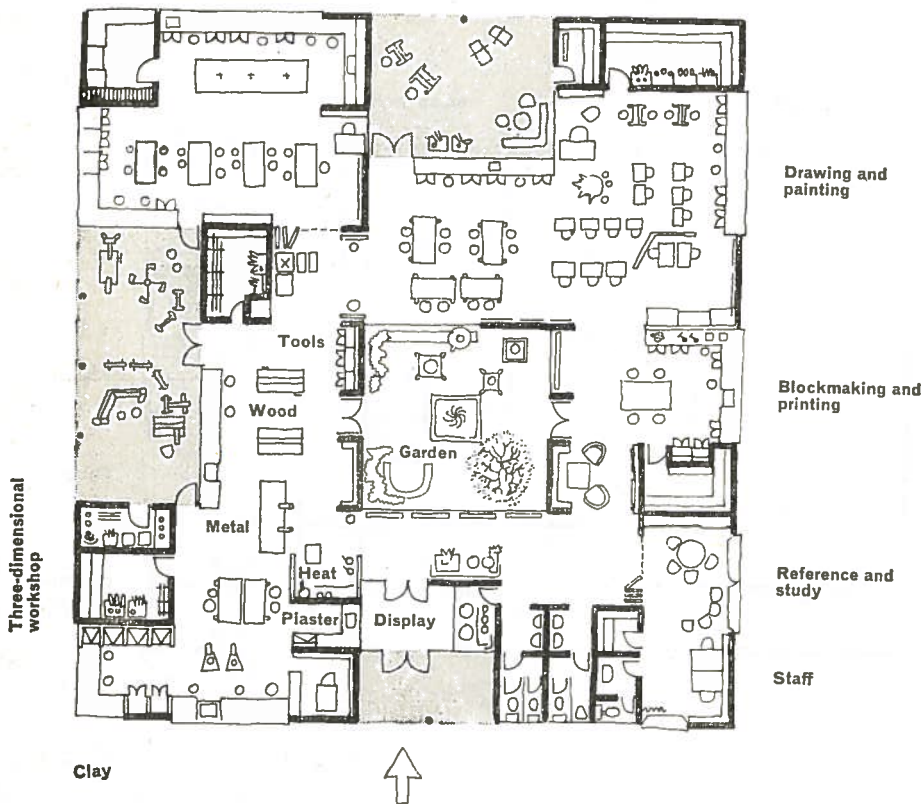 Drawing and
painting
Tools
Wood
Blockmaking and
printing
Garden
Three-dimensional
workshop
Metal
Heat
Reference and
study
Plaster
Display
Staff
Clay